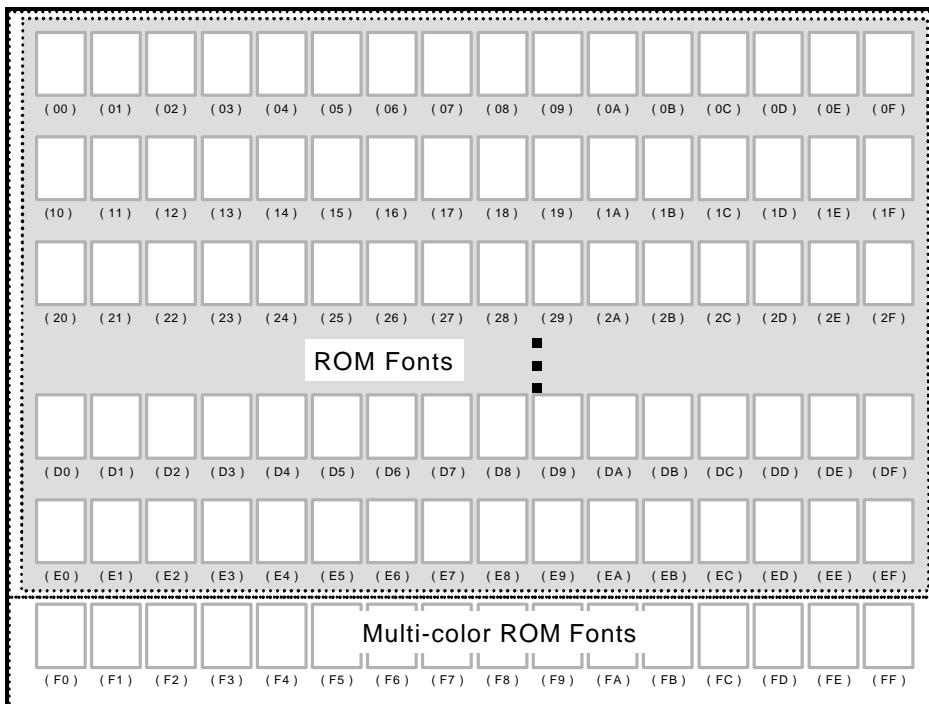 ( 00 ) ( 01 ) ( 02 ) ( 03 ) ( 04 ) ( 05 ) ( 06 ) ( 07 ) ( 08 ) ( 09 ) ( 0A ) ( 0B ) ( 0C ) ( 0D ) ( 0E ) ( 0F )
(10 ) ( 11 ) ( 12 ) ( 13 ) ( 14 ) ( 15 ) ( 16 ) ( 17 ) ( 18 ) ( 19 ) ( 1A ) ( 1B ) ( 1C ) ( 1D ) ( 1E ) ( 1F )
( 20 ) ( 21 ) ( 22 ) ( 23 ) ( 24 ) ( 25 ) ( 26 ) ( 27 ) ( 28 ) ( 29 ) ( 2A ) ( 2B ) ( 2C ) ( 2D ) ( 2E ) ( 2F )
ROM Fonts
( D0 ) ( D1 ) ( D2 ) ( D3 ) ( D4 ) ( D5 ) ( D6 ) ( D7 ) ( D8 ) ( D9 ) ( DA ) ( DB ) ( DC ) ( DD ) ( DE ) ( DF )
( E0 ) ( E1 ) ( E2 ) ( E3 ) ( E4 ) ( E5 ) ( E6 ) ( E7 ) ( E8 ) ( E9 ) ( EA ) ( EB ) ( EC ) ( ED ) ( EE ) ( EF )
Multi-color ROM Fonts
( F0 ) ( F1 ) ( F2 ) ( F3 ) ( F4 ) ( F5 ) ( F6 ) ( F7 ) ( F8 ) ( F9 ) ( FA ) ( FB ) ( FC ) ( FD ) ( FE ) ( FF )